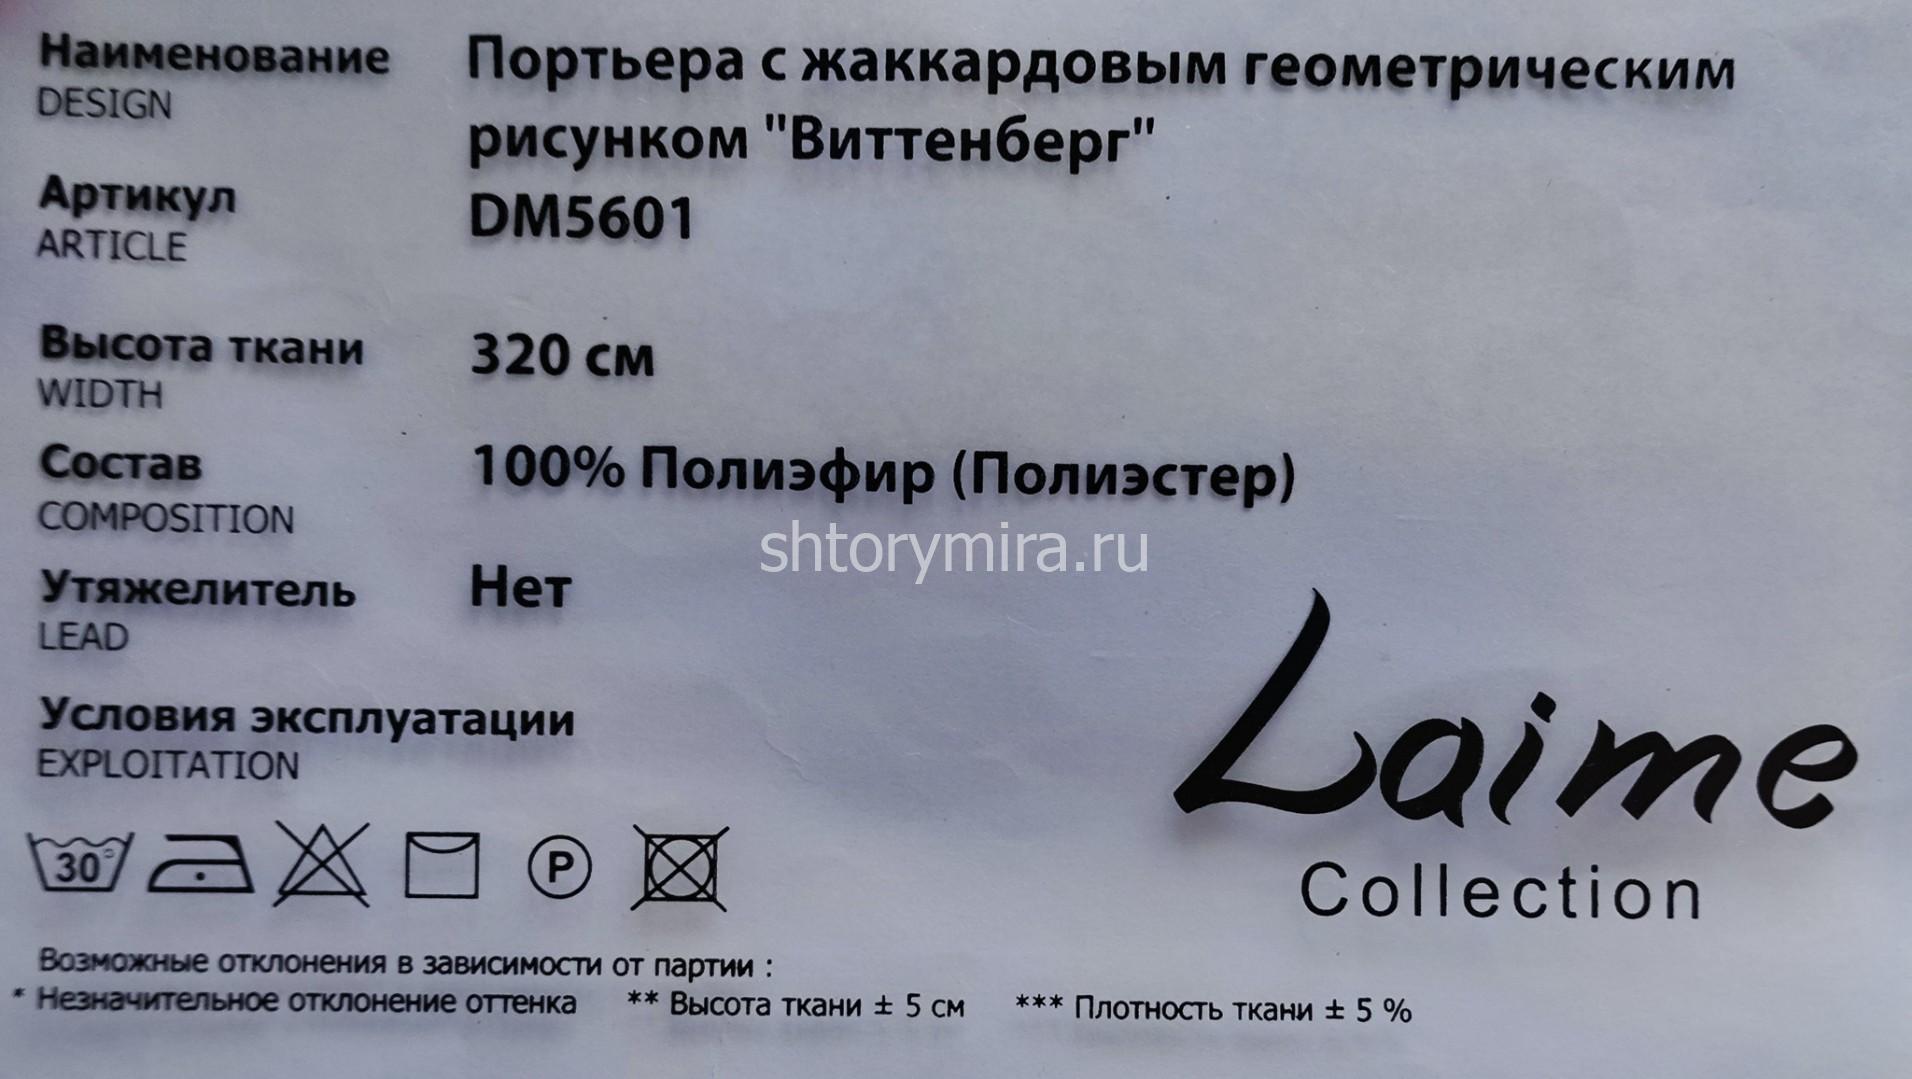 Наименование Портьера с жаккардовым геометрическим
DESIGN
рисунком "Виттенберг"
Артикул DM5601
ARTICLE
Высота ткани 320 см
WIDTH
Состав 100% Полиэфир (Полиэстер)
COMPOSITION
shtorymira.ru
Утяжелитель Нет
LEAD
Условия эксплуатации
EXPLOITATION
Laime
Collection
30° P
Возможные отклонения в зависимости от партии :
* Незначительное отклонение оттенка ** Высота ткани ± 5 см *** Плотность ткани ± 5 %